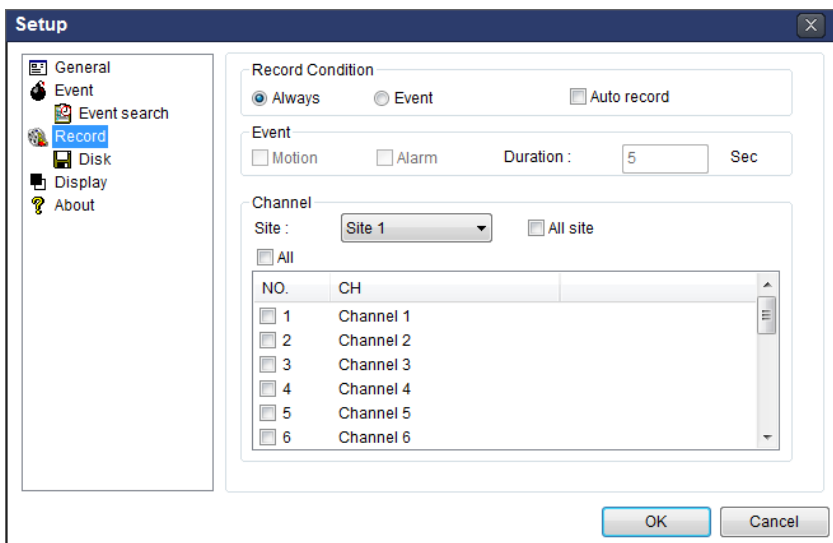 Setup
General
Event
Event search
Record
Disk
Display
About
Record Condition
Always Event Auto record
Event
Motion Alarm Duration : 5 Sec
Channel
Site : Site 1 All site
All
NO. CH
1 Channel 1
2 Channel 2
3 Channel 3
4 Channel 4
5 Channel 5
6 Channel 6
OK Cancel